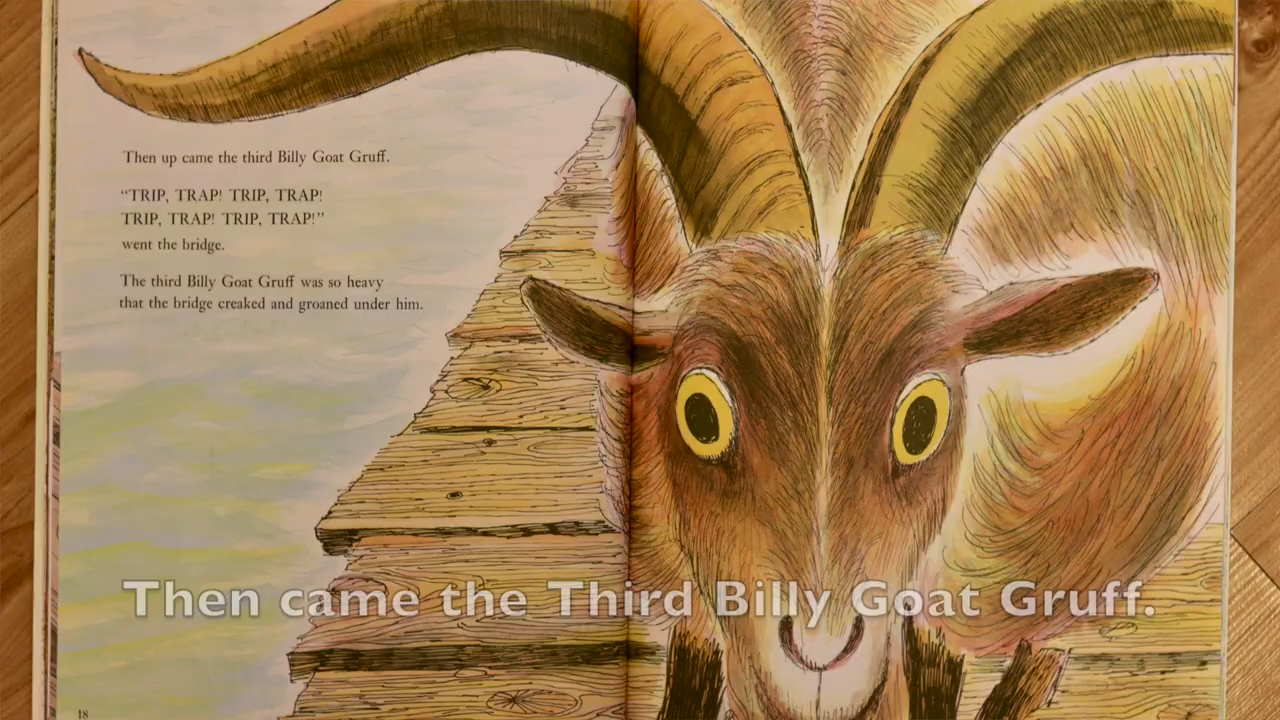 Then up came the third Billy Goat Gruff.
“TRIP, TRAP! TRIP, TRAP!
TRIP, TRAP! TRIP, TRAP!”
went the bridge.
The third Billy Goat Gruff was so heavy
that the bridge creaked and groaned under him.
Then came the Third Billy Goat Gruff.
18